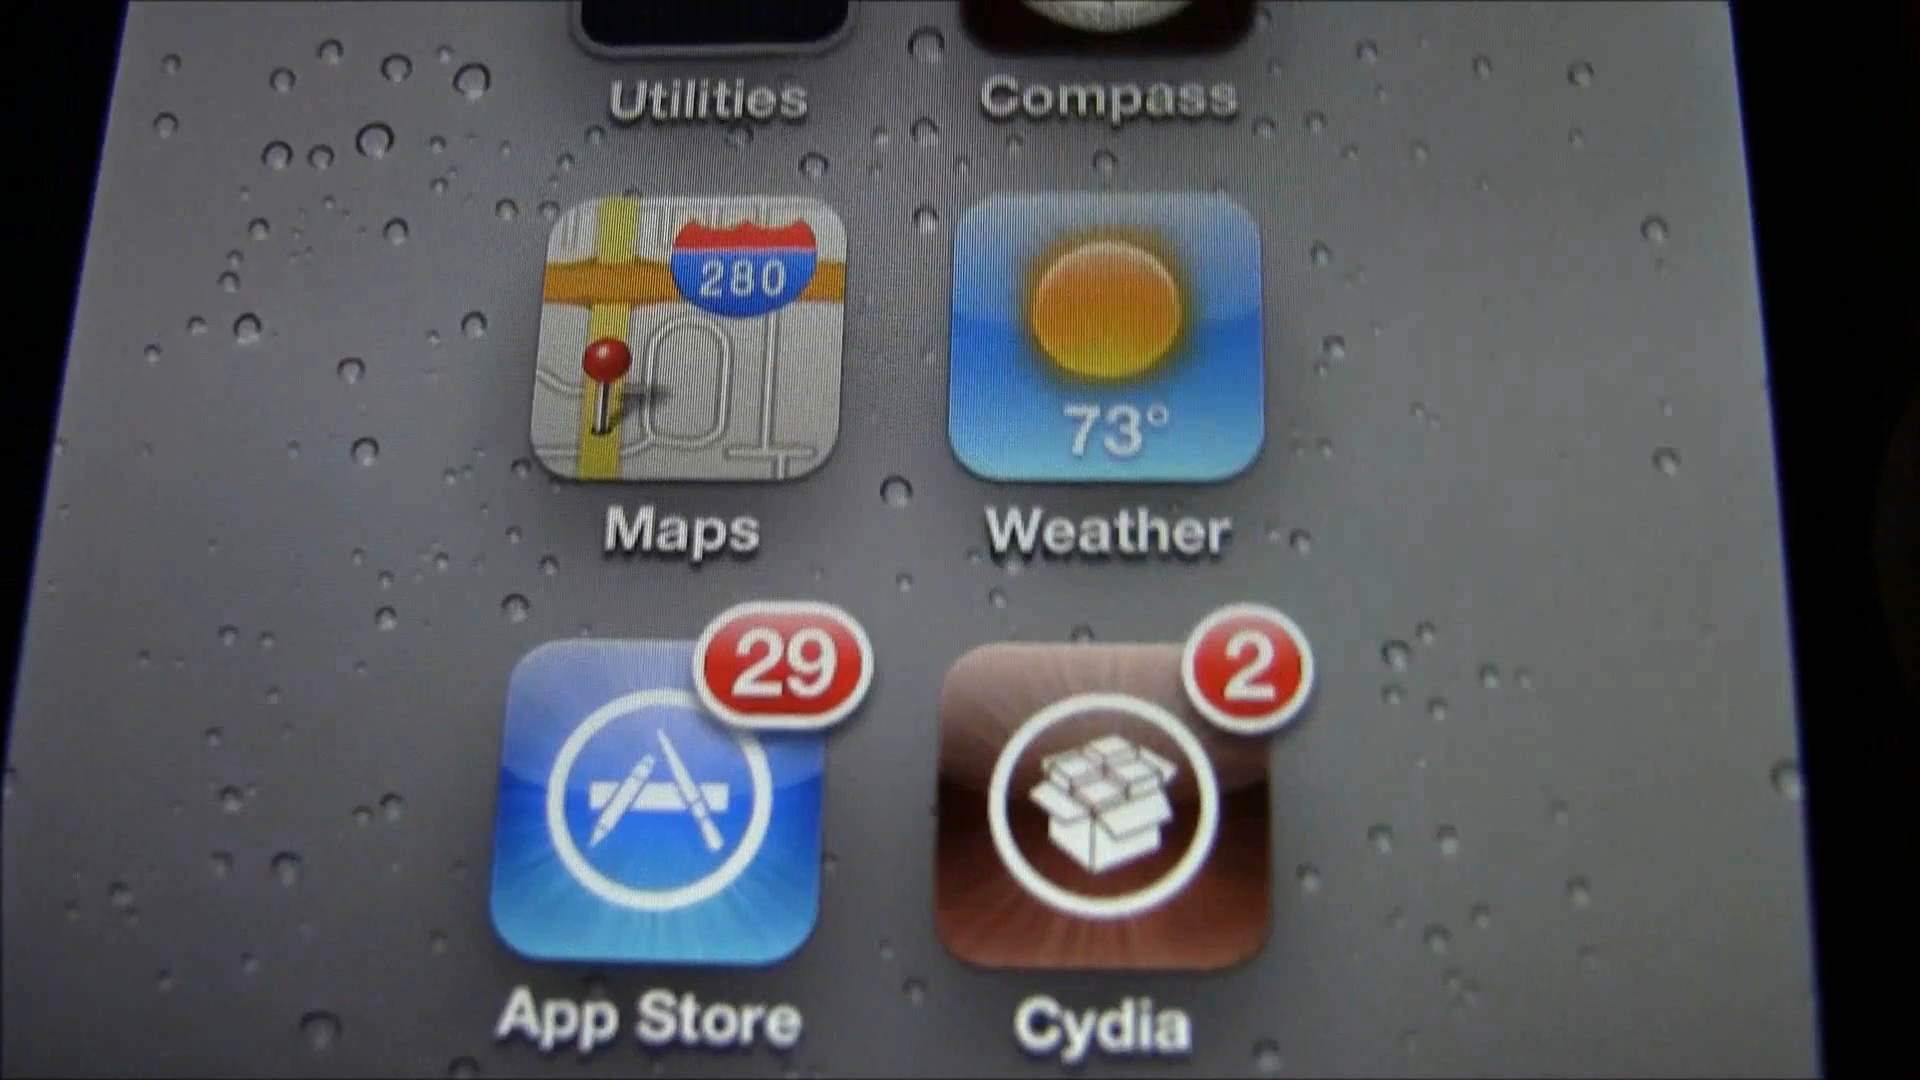 Utilities
Compass
280
73°
Maps
Weather
29
2
App Store
Cydia